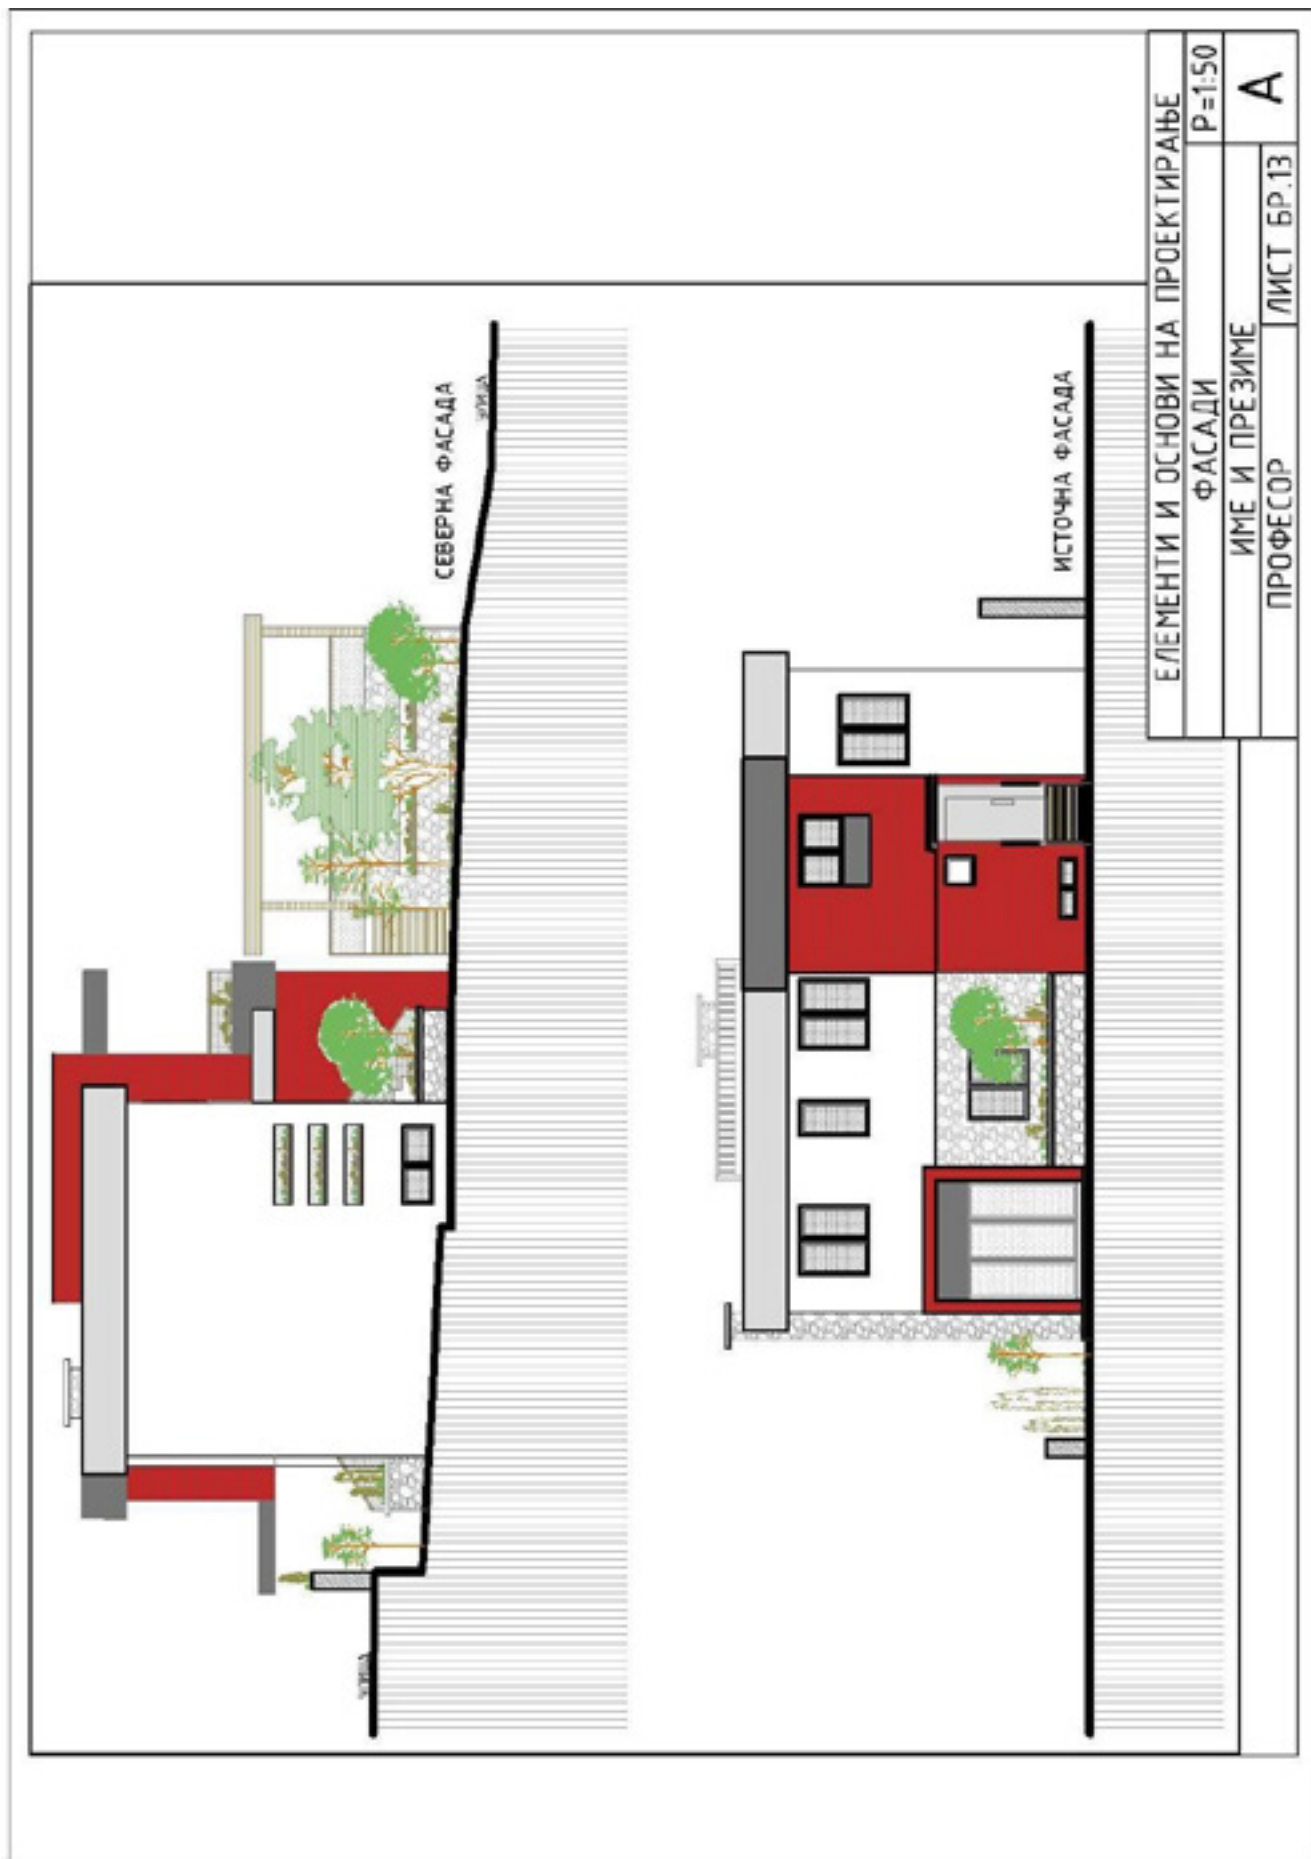 СЕВЕРНА ФАСАДА
ИСТОЧНА ФАСАДА
ЕЛЕМЕНТИ И ОСНОВИ НА ПРОЕКТИРАЊЕ
ФАСАДИ
Р=1:50
ИМЕ И ПРЕЗИМЕ
А
ПРОФЕСОР
ЛИСТ БР.13